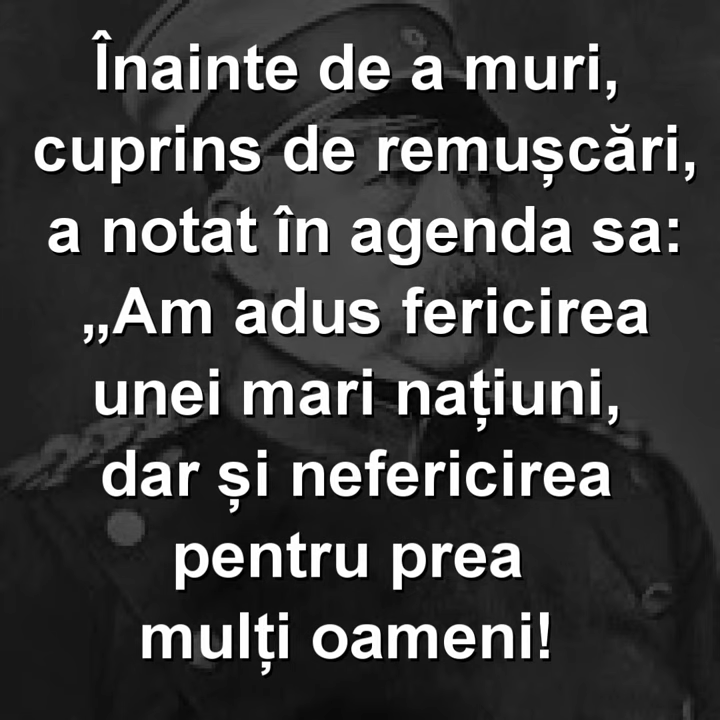 Înainte de a muri,
cuprins de remușcări,
a notat în agenda sa:
„Am adus fericirea
unei mari națiuni,
dar și nefericirea
pentru prea
mulți oameni!